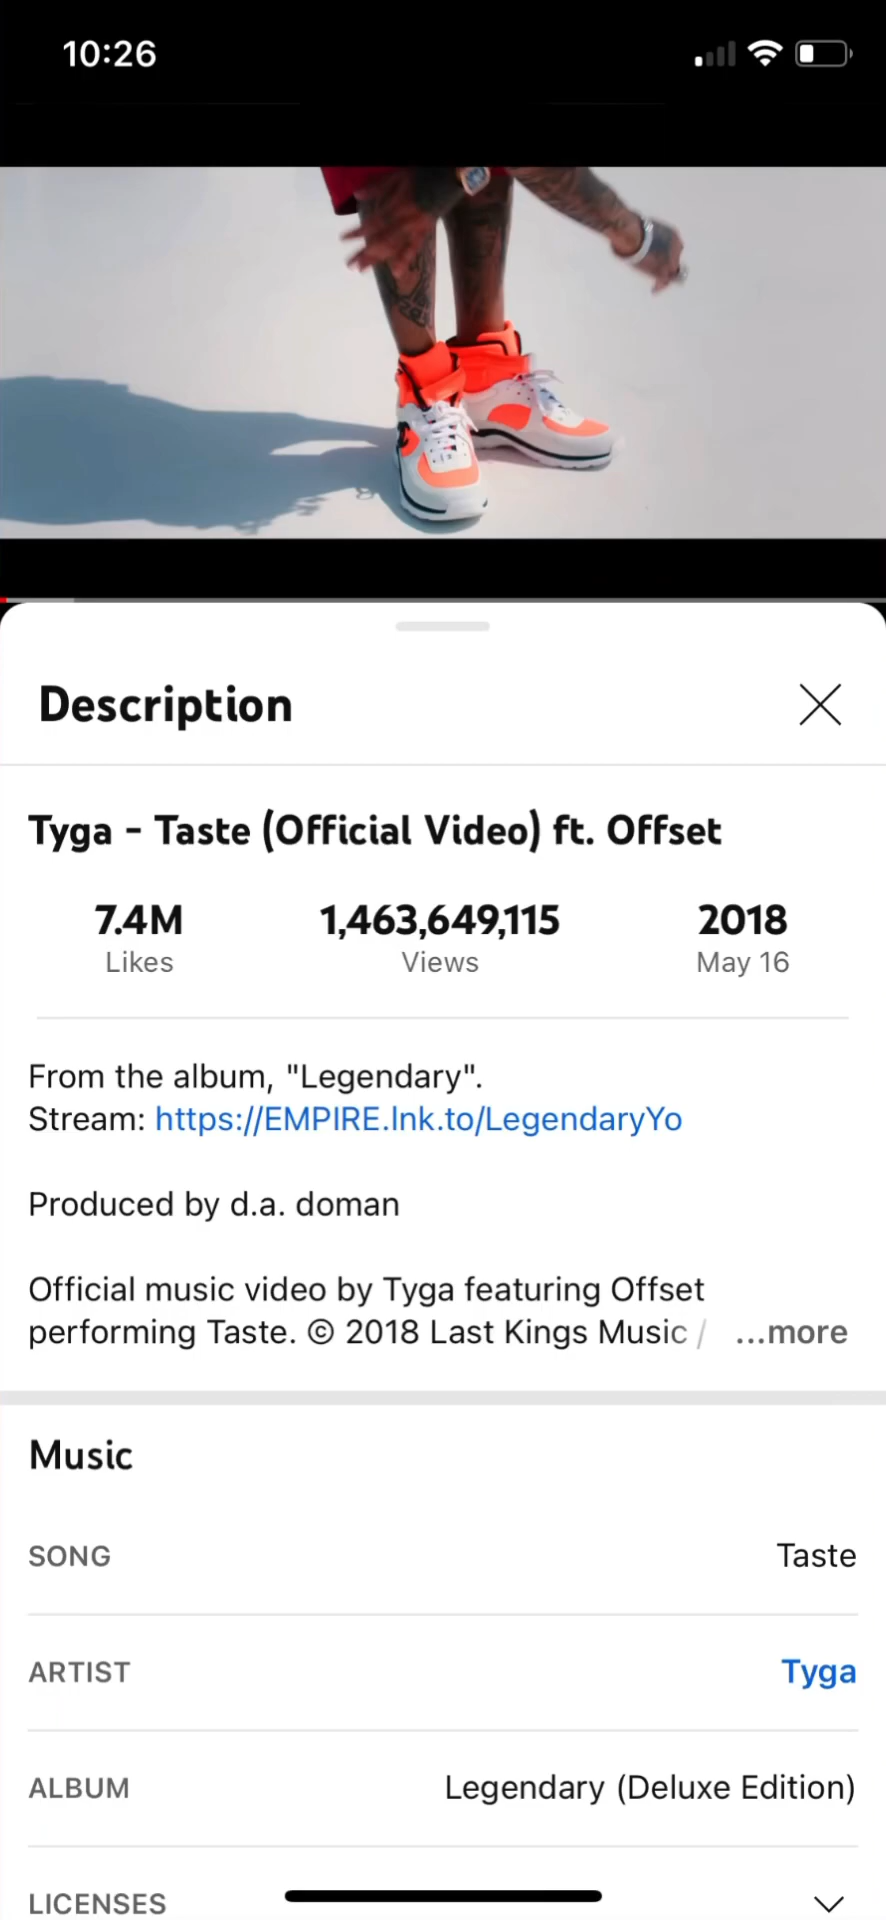 10:26
Description
Tyga - Taste (Official Video) ft. Offset
7.4M 1,463,649,115 2018
Likes Views May 16
From the album, "Legendary".
Stream: https://EMPIRE.lnk.to/LegendaryYo
Produced by d.a. doman
Official music video by Tyga featuring Offset
performing Taste. © 2018 Last Kings Music / ...more
Music
SONG Taste
ARTIST Tyga
ALBUM Legendary (Deluxe Edition)
LICENSES